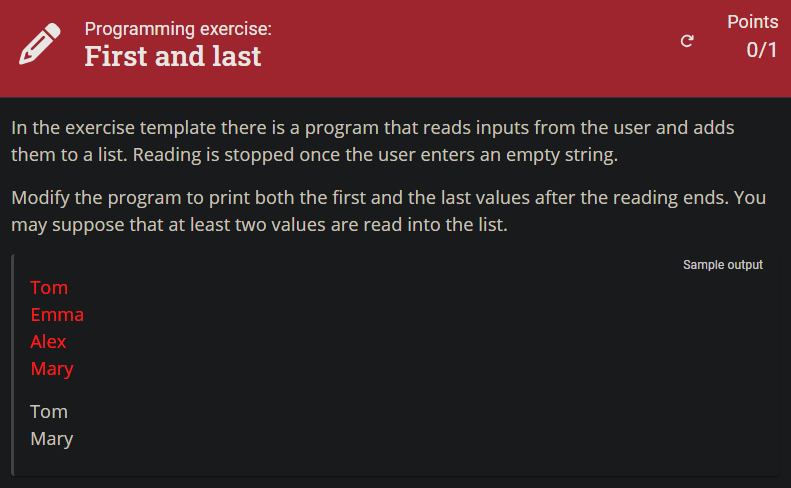 Programming exercise:
First and last
Points
0/1
In the exercise template there is a program that reads inputs from the user and adds
them to a list. Reading is stopped once the user enters an empty string.
Modify the program to print both the first and the last values after the reading ends. You
may suppose that at least two values are read into the list.
Sample output
Tom
Emma
Alex
Mary
Tom
Mary